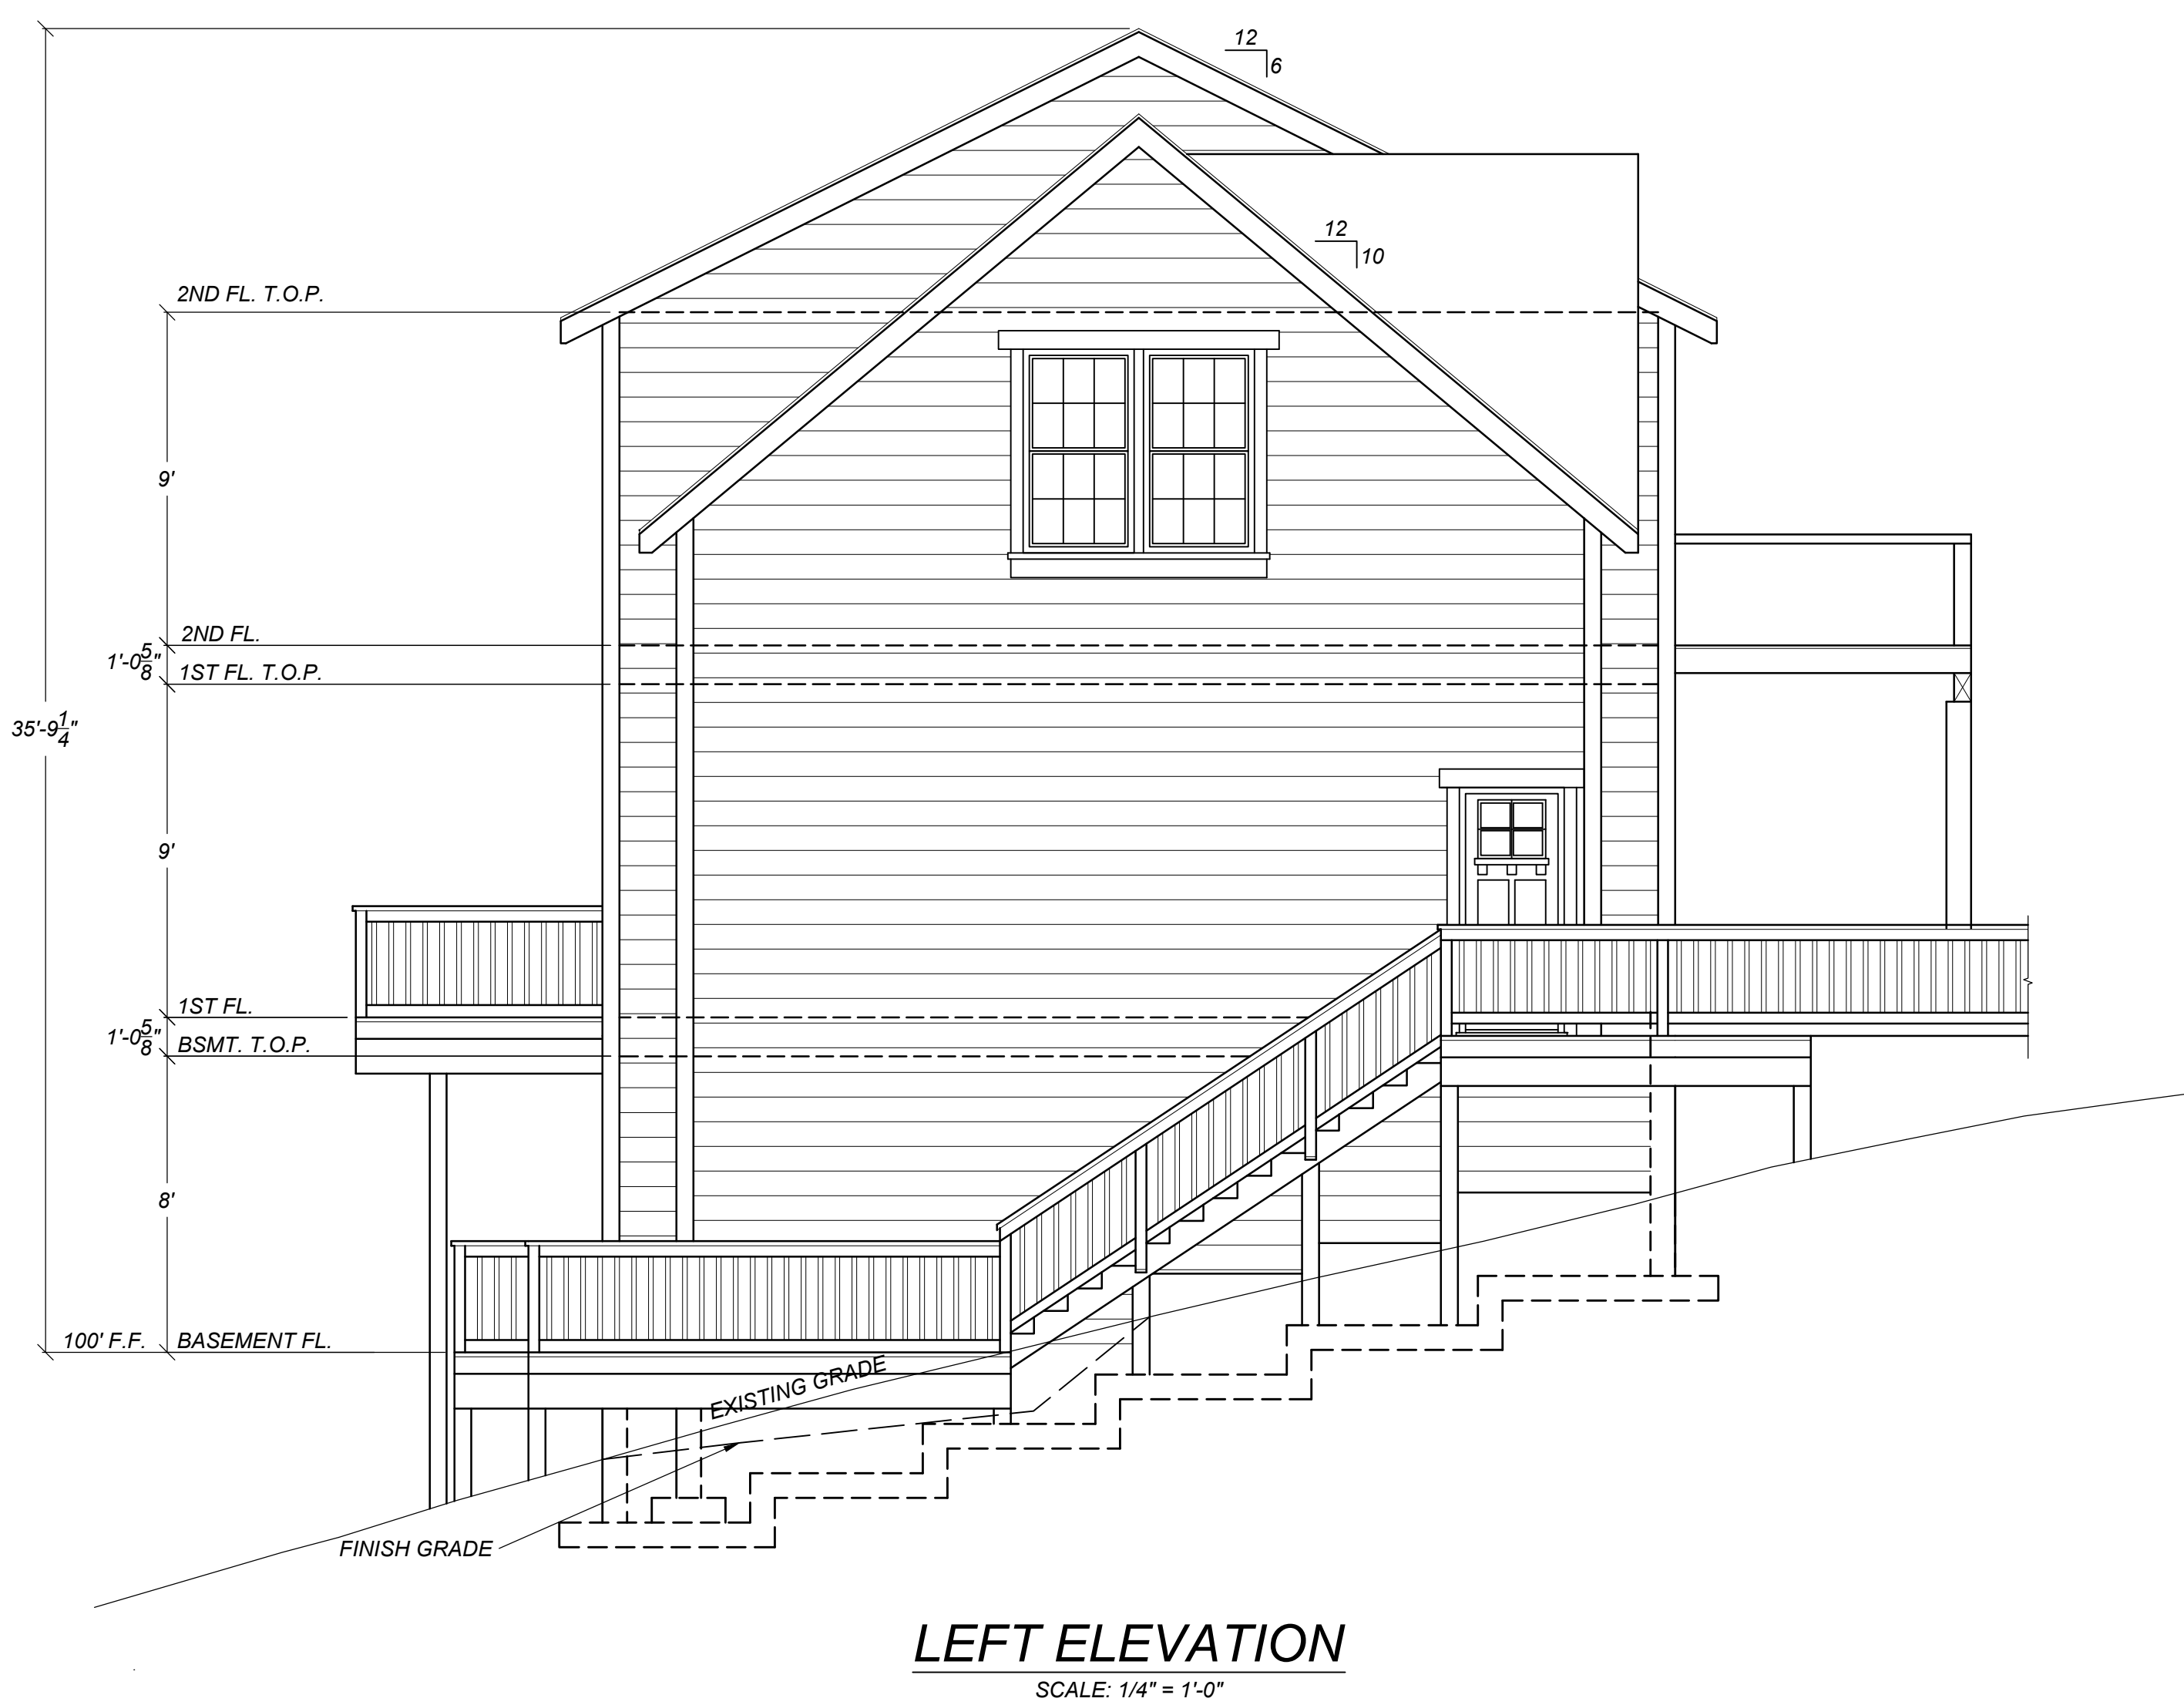 12
6
12
10
2ND FL. T.O.P.
9'
2ND FL.
1'-0 5/8"
1ST FL. T.O.P.
35'-9 1/4"
9'
1ST FL.
1'-0 5/8"
BSMT. T.O.P.
8'
100' F.F. BASEMENT FL.
EXISTING GRADE
FINISH GRADE
LEFT ELEVATION
SCALE: 1/4" = 1'-0"